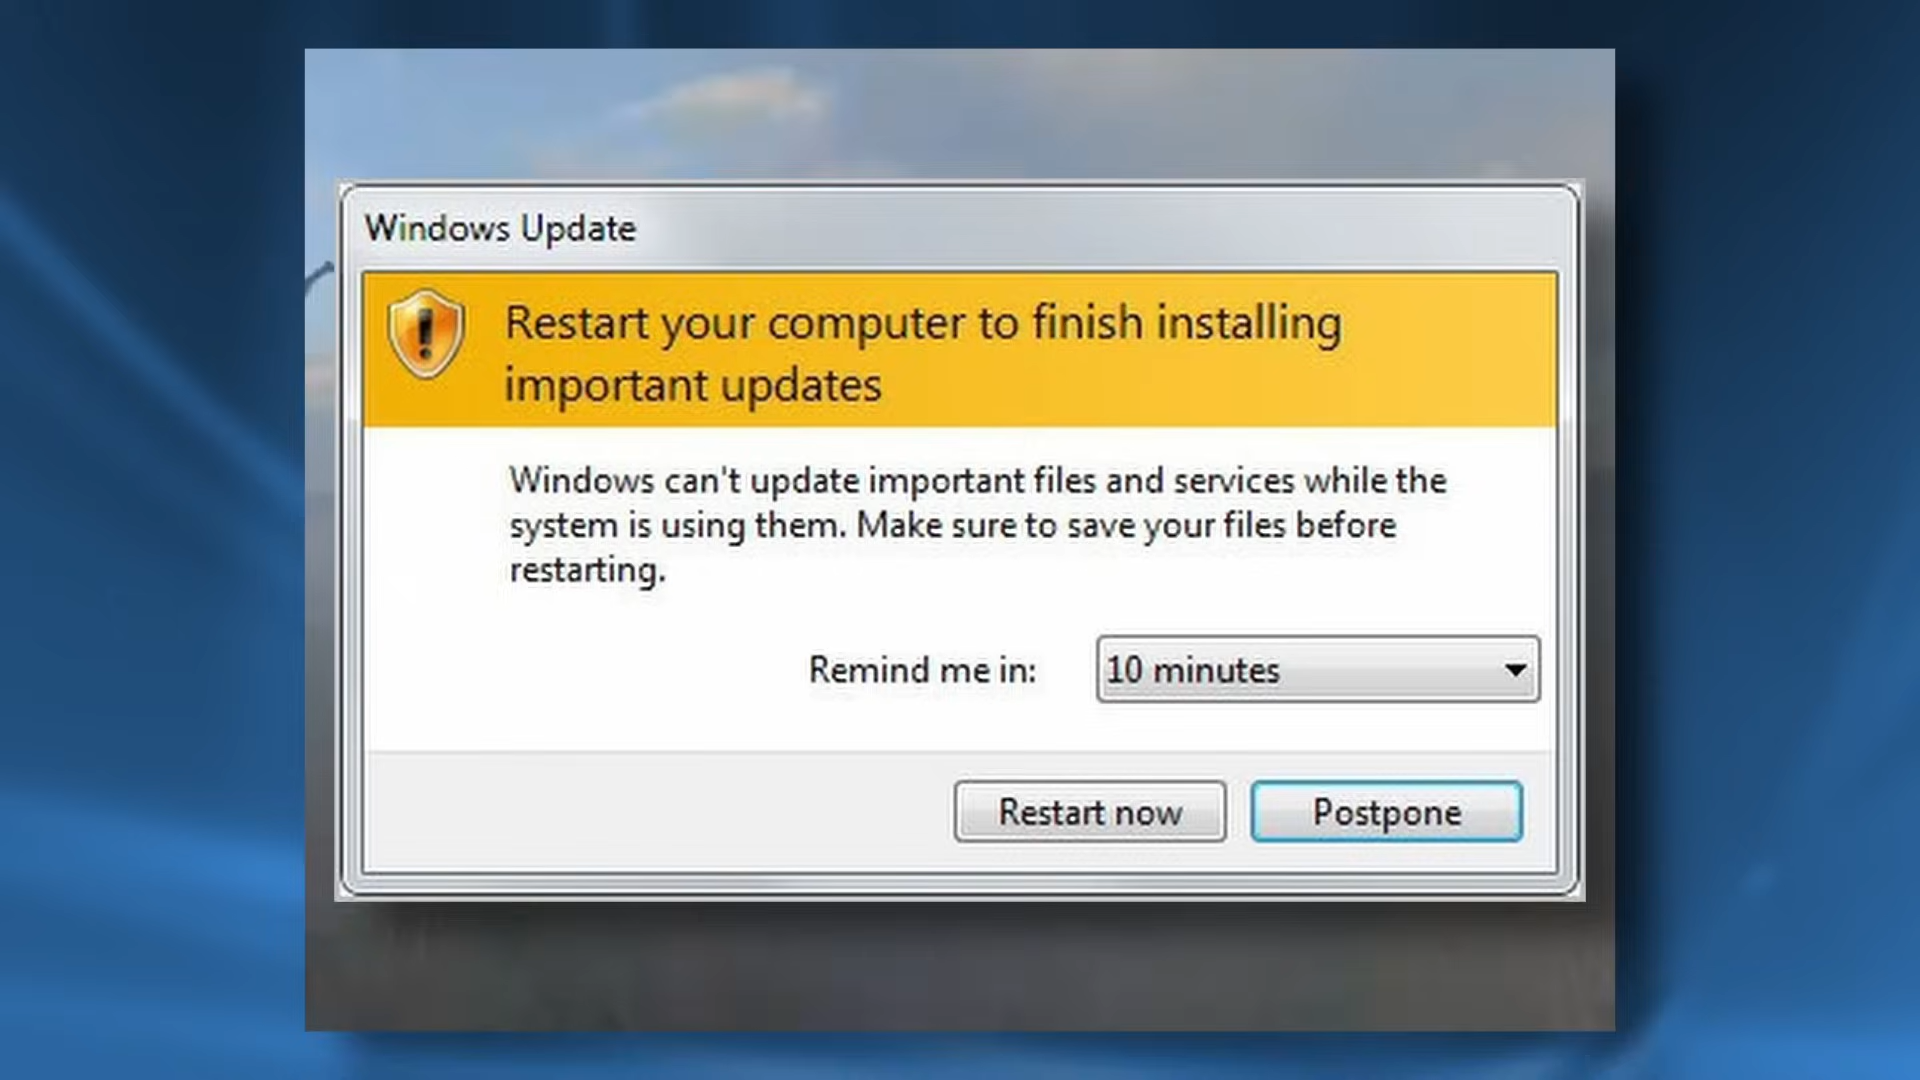 Windows Update
Restart your computer to finish installing
important updates
Windows can't update important files and services while the
system is using them. Make sure to save your files before
restarting.
Remind me in: 10 minutes
Restart now Postpone